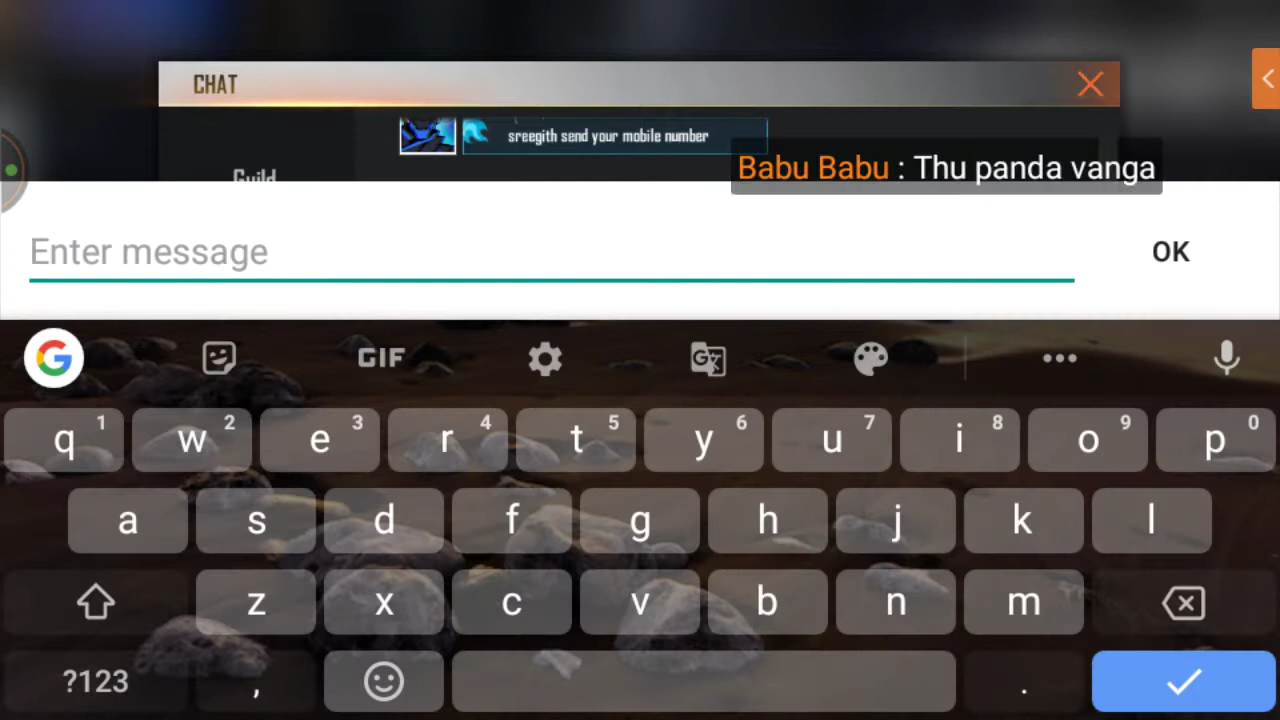 CHAT
sreegith send your mobile number
Babu Babu : Thu panda vanga
Guild
Enter message
OK
G GIF
q 1 w 2 e 3 r 4 t 5 y 6 u 7 i 8 o 9 p 0
a s d f g h j k l
z x c v b n m
?123 , .